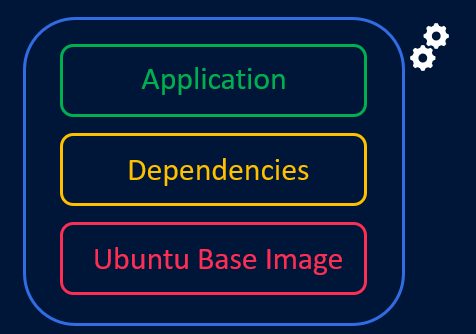 Application
Dependencies
Ubuntu Base Image